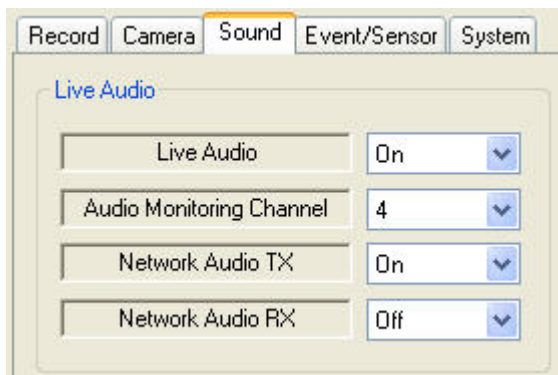 Record Camera Sound Event/Sensor System
Live Audio
Live Audio On
Audio Monitoring Channel 4
Network Audio TX On
Network Audio RX Off